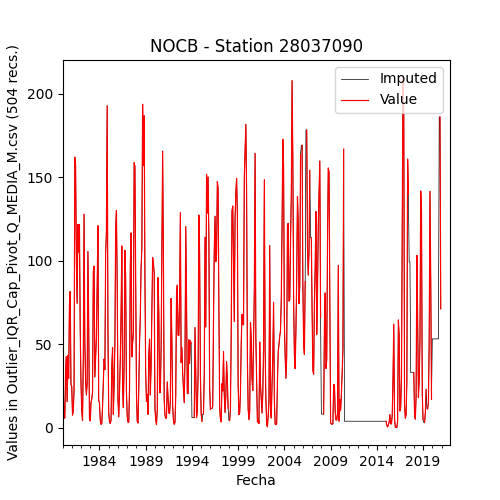 NOCB - Station 28037090
Imputed
Value
Values in Outlier_IQR_Cap_Pivot_Q_MEDIA_M.csv (504 recs.)
200
150
100
50
0
1984 1989 1994 1999 2004 2009 2014 2019
Fecha